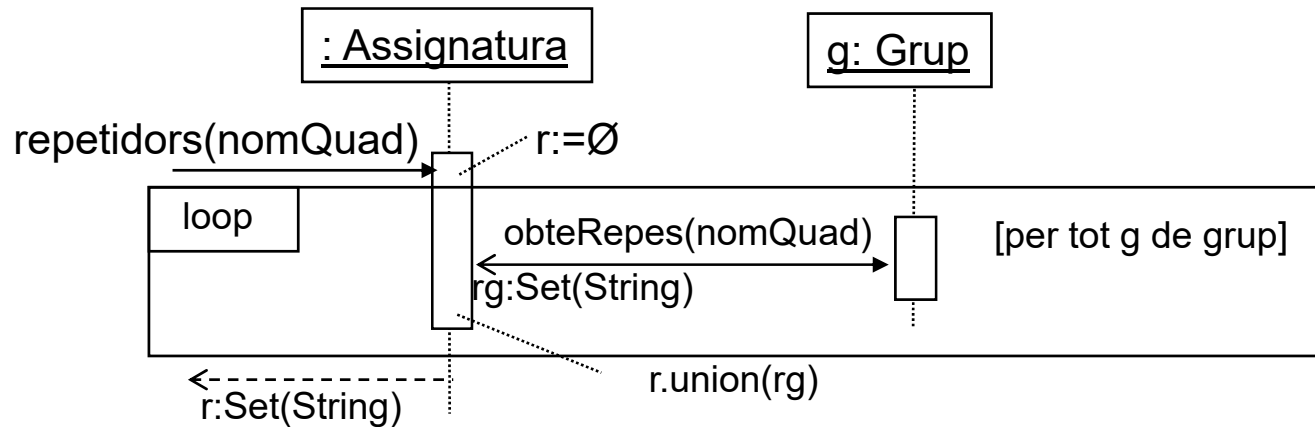 : Assignatura
g: Grup
repetidors(nomQuad)
r:=Ø
loop
obteRepes(nomQuad)
[per tot g de grup]
rg:Set(String)
r.union(rg)
r:Set(String)